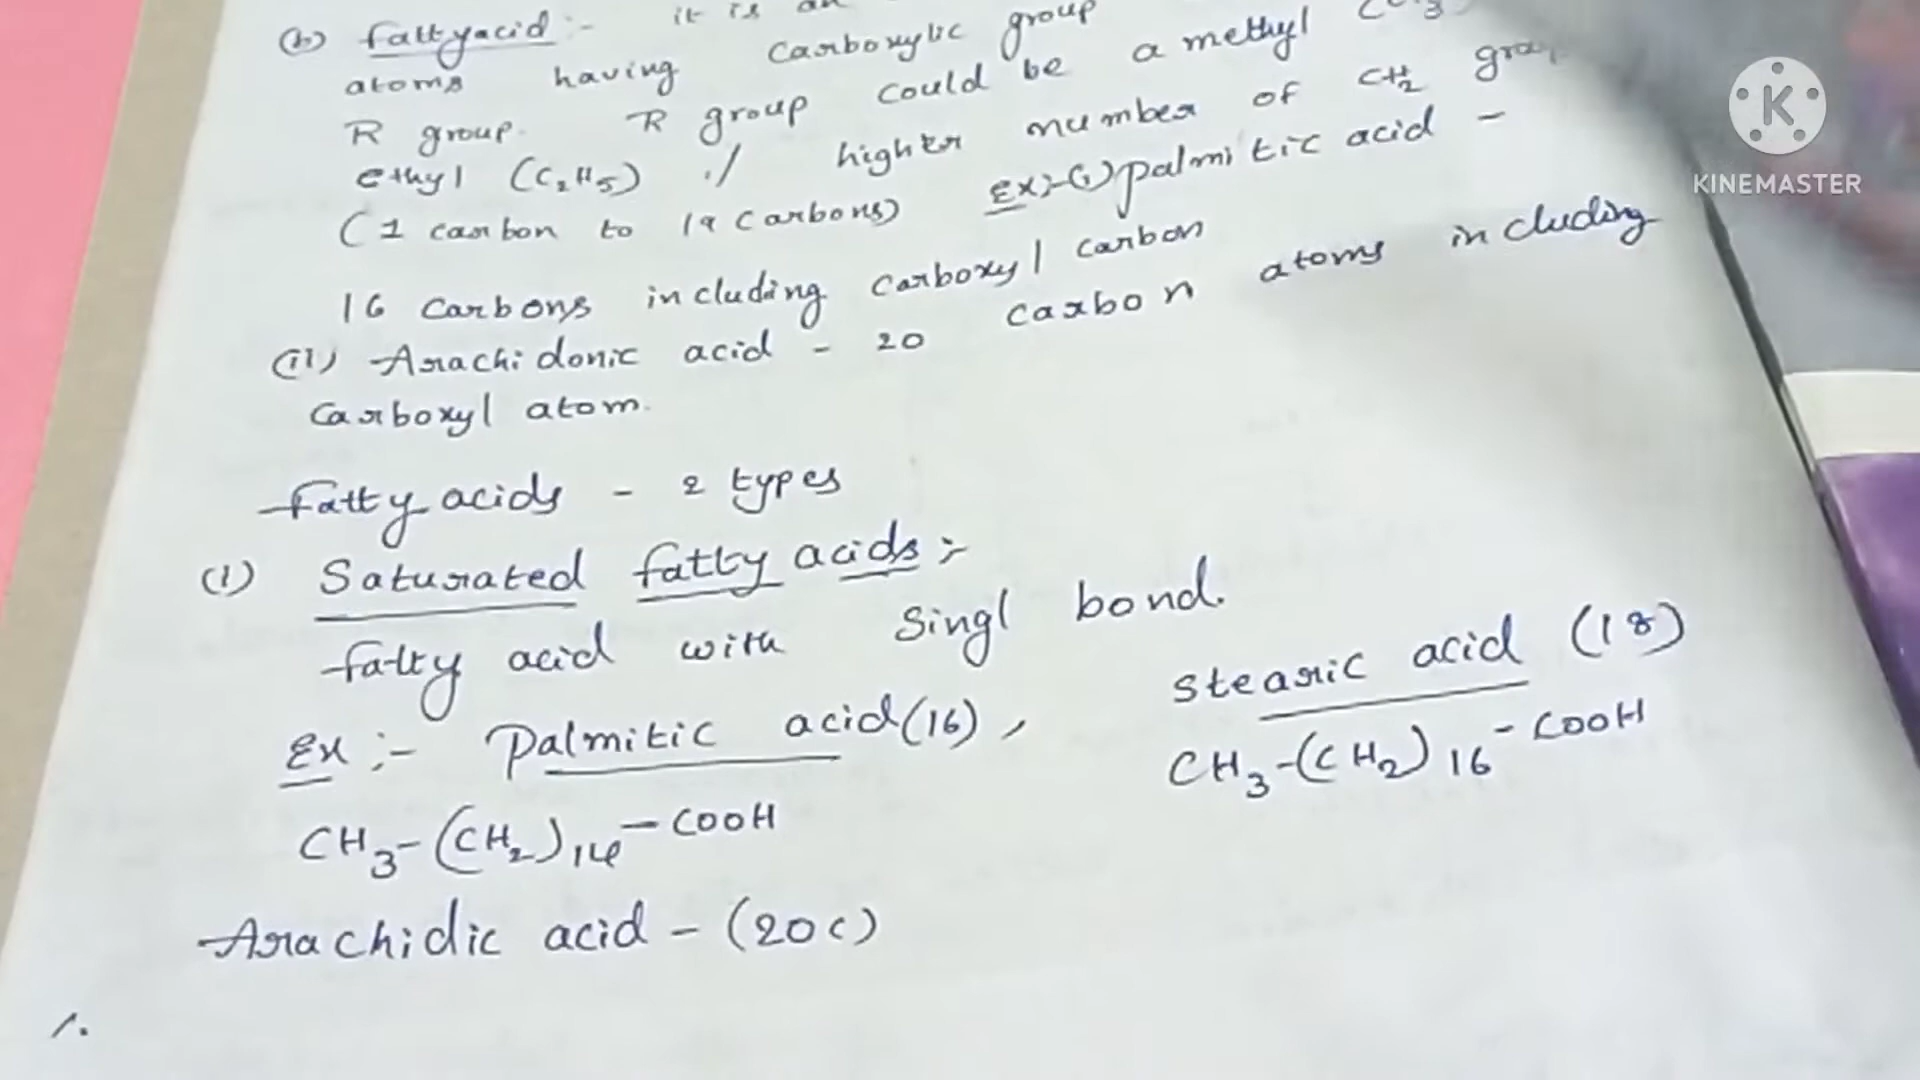 (b) fattyacid :- it is an
atoms having carboxylic group
R group. R group could be a methyl (CH3
ethyl (C2H5) // higher number of CH2 group
(1 carbon to 19 carbons) Ex:-(i) palmitic acid -
16 carbons including carboxyl carbon
(ii) Arachidonic acid - 20 carbon atoms including
carboxyl atom.
fatty acids - 2 types
(1) Saturated fatty acids :-
fatty acid with Singl bond.
Ex :- Palmitic acid (16), Stearic acid (18)
CH3-(CH2)14-COOH CH3-(CH2)16-COOH
Arachidic acid - (20c)
K
KINEMASTER